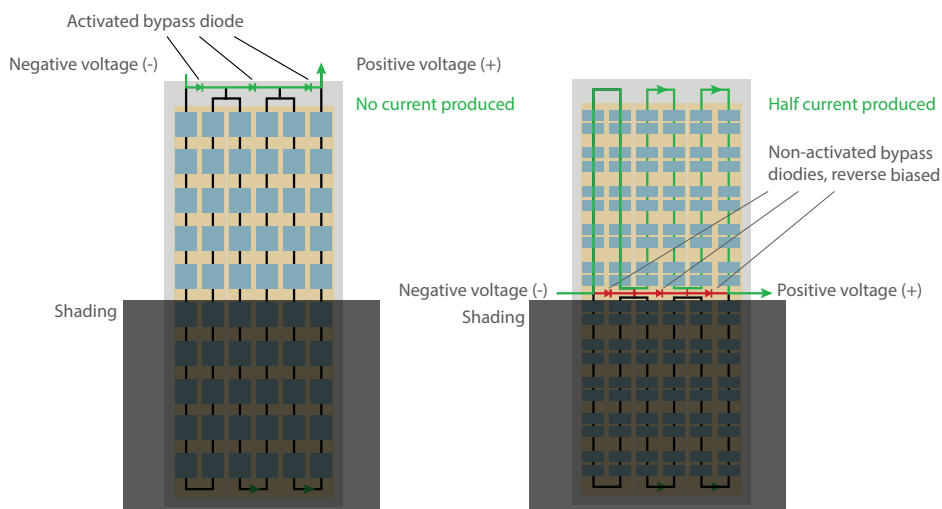 Activated bypass diode
Negative voltage (-)
Positive voltage (+)
No current produced
Shading
Half current produced
Non-activated bypass
diodies, reverse biased
Negative voltage (-)
Positive voltage (+)
Shading